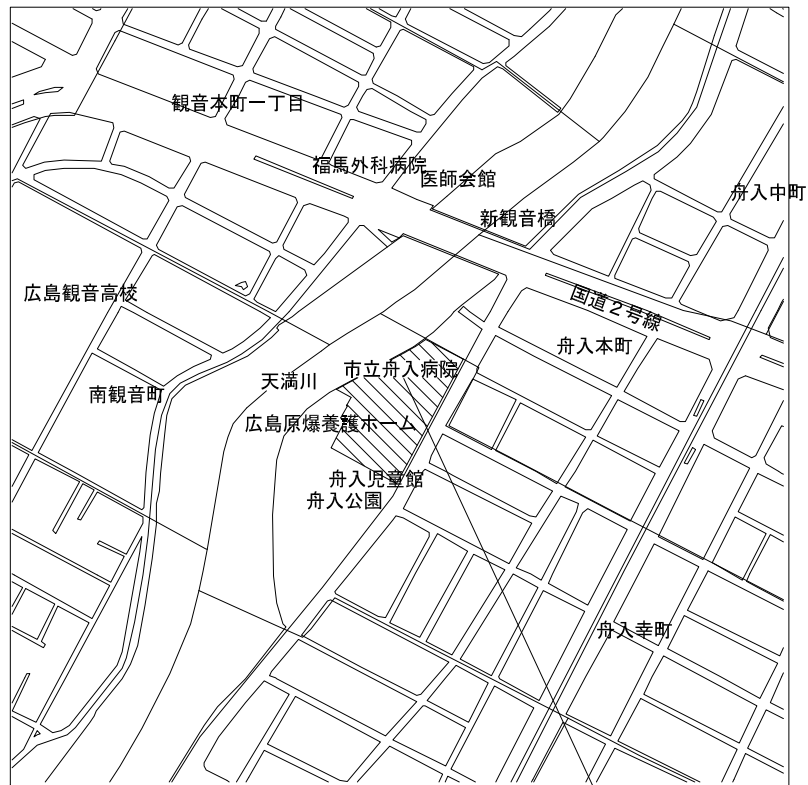 観音本町一丁目
福馬外科病院
医師会館
舟入中町
新観音橋
広島観音高校
国道2号線
舟入本町
市立舟入病院
天満川
南観音町
広島原爆養護ホーム
舟入児童館
舟入公園
舟入幸町